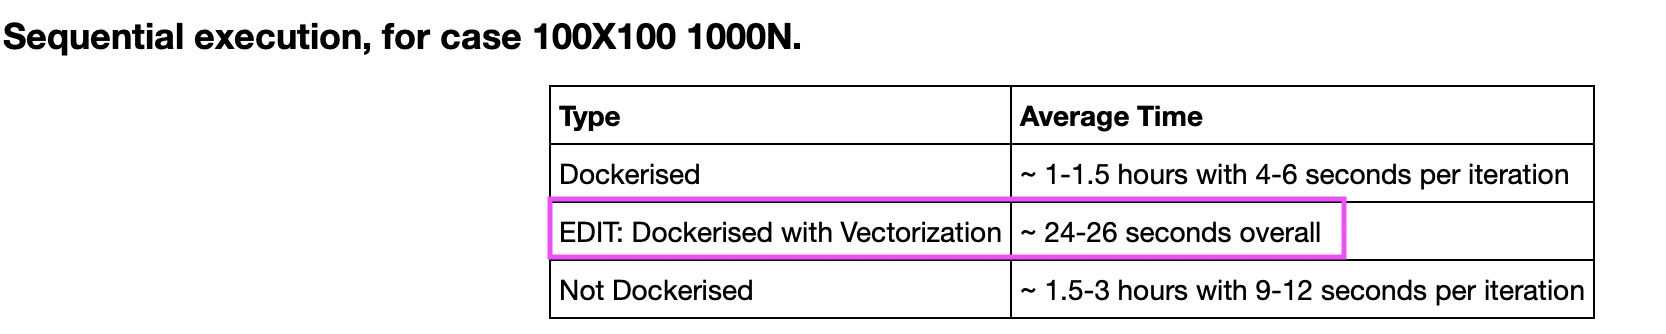 Sequential execution, for case 100X100 1000N.
Type Average Time
Dockerised ~ 1-1.5 hours with 4-6 seconds per iteration
EDIT: Dockerised with Vectorization ~ 24-26 seconds overall
Not Dockerised ~ 1.5-3 hours with 9-12 seconds per iteration